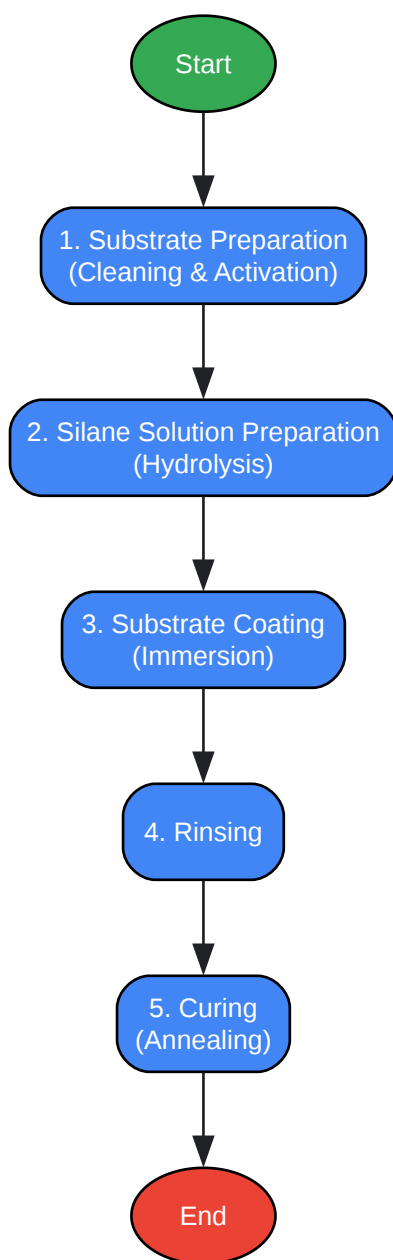 Start
1. Substrate Preparation
(Cleaning & Activation)
2. Silane Solution Preparation
(Hydrolysis)
3. Substrate Coating
(Immersion)
4. Rinsing
5. Curing
(Annealing)
End